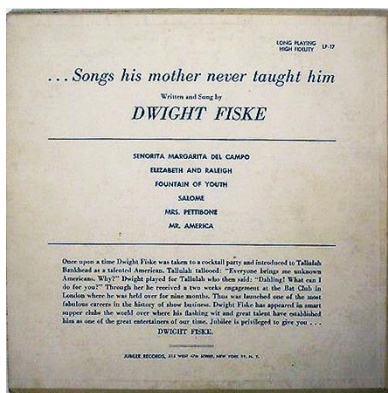 LONG PLAYING LP-17
HIGH FIDELITY
...Songs his mother never taught him
Written and Sung by
DWIGHT FISKE
SENORITA MARGARITA DEL CAMPO
ELIZABETH AND RALEIGH
FOUNTAIN OF YOUTH
SALOME
MRS. PETTIBONE
MR. AMERICA
Once upon a time Dwight Fiske was taken to a cocktail party and introduced to Tallulah
Bankhead as a talented American. Tallulah tallooed: "Everyone brings me unknown
Americans. Why?" Dwight played for Tallulah who then said: "Dahling! What can I
do for you?" Through her he received a two weeks engagement at the Bat Club in
London where he was held over for nine months. Thus was launched one of the most
fabulous careers in the history of show business. Dwight Fiske has appeared in smart
supper clubs the world over where his flashing wit and great talent have established
him as one of the great entertainers of our time. Jubilee is privileged to give you . . .
DWIGHT FISKE.
JUBILEE RECORDS, WEST 47th STREET, NEW YORK N. Y.